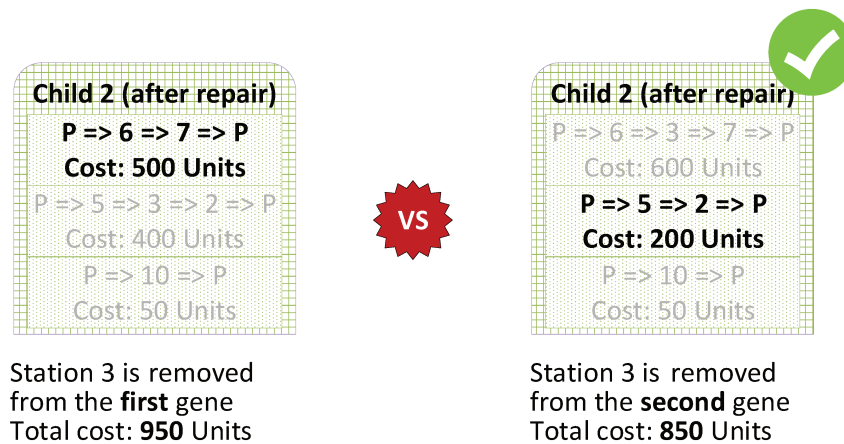 Child 2 (after repair)
P => 6 => 7 => P
Cost: 500 Units
P => 5 => 3 => 2 => P
Cost: 400 Units
P => 10 => P
Cost: 50 Units
Station 3 is removed
from the first gene
Total cost: 950 Units
VS
Child 2 (after repair)
P => 6 => 3 => 7 => P
Cost: 600 Units
P => 5 => 2 => P
Cost: 200 Units
P => 10 => P
Cost: 50 Units
Station 3 is removed
from the second gene
Total cost: 850 Units